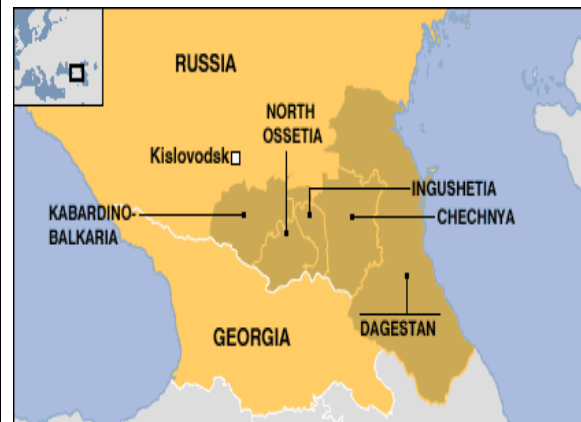 RUSSIA
NORTH
OSSETIA
Kislovodsk
INGUSHETIA
KABARDINO-
BALKARIA
CHECHNYA
GEORGIA
DAGESTAN